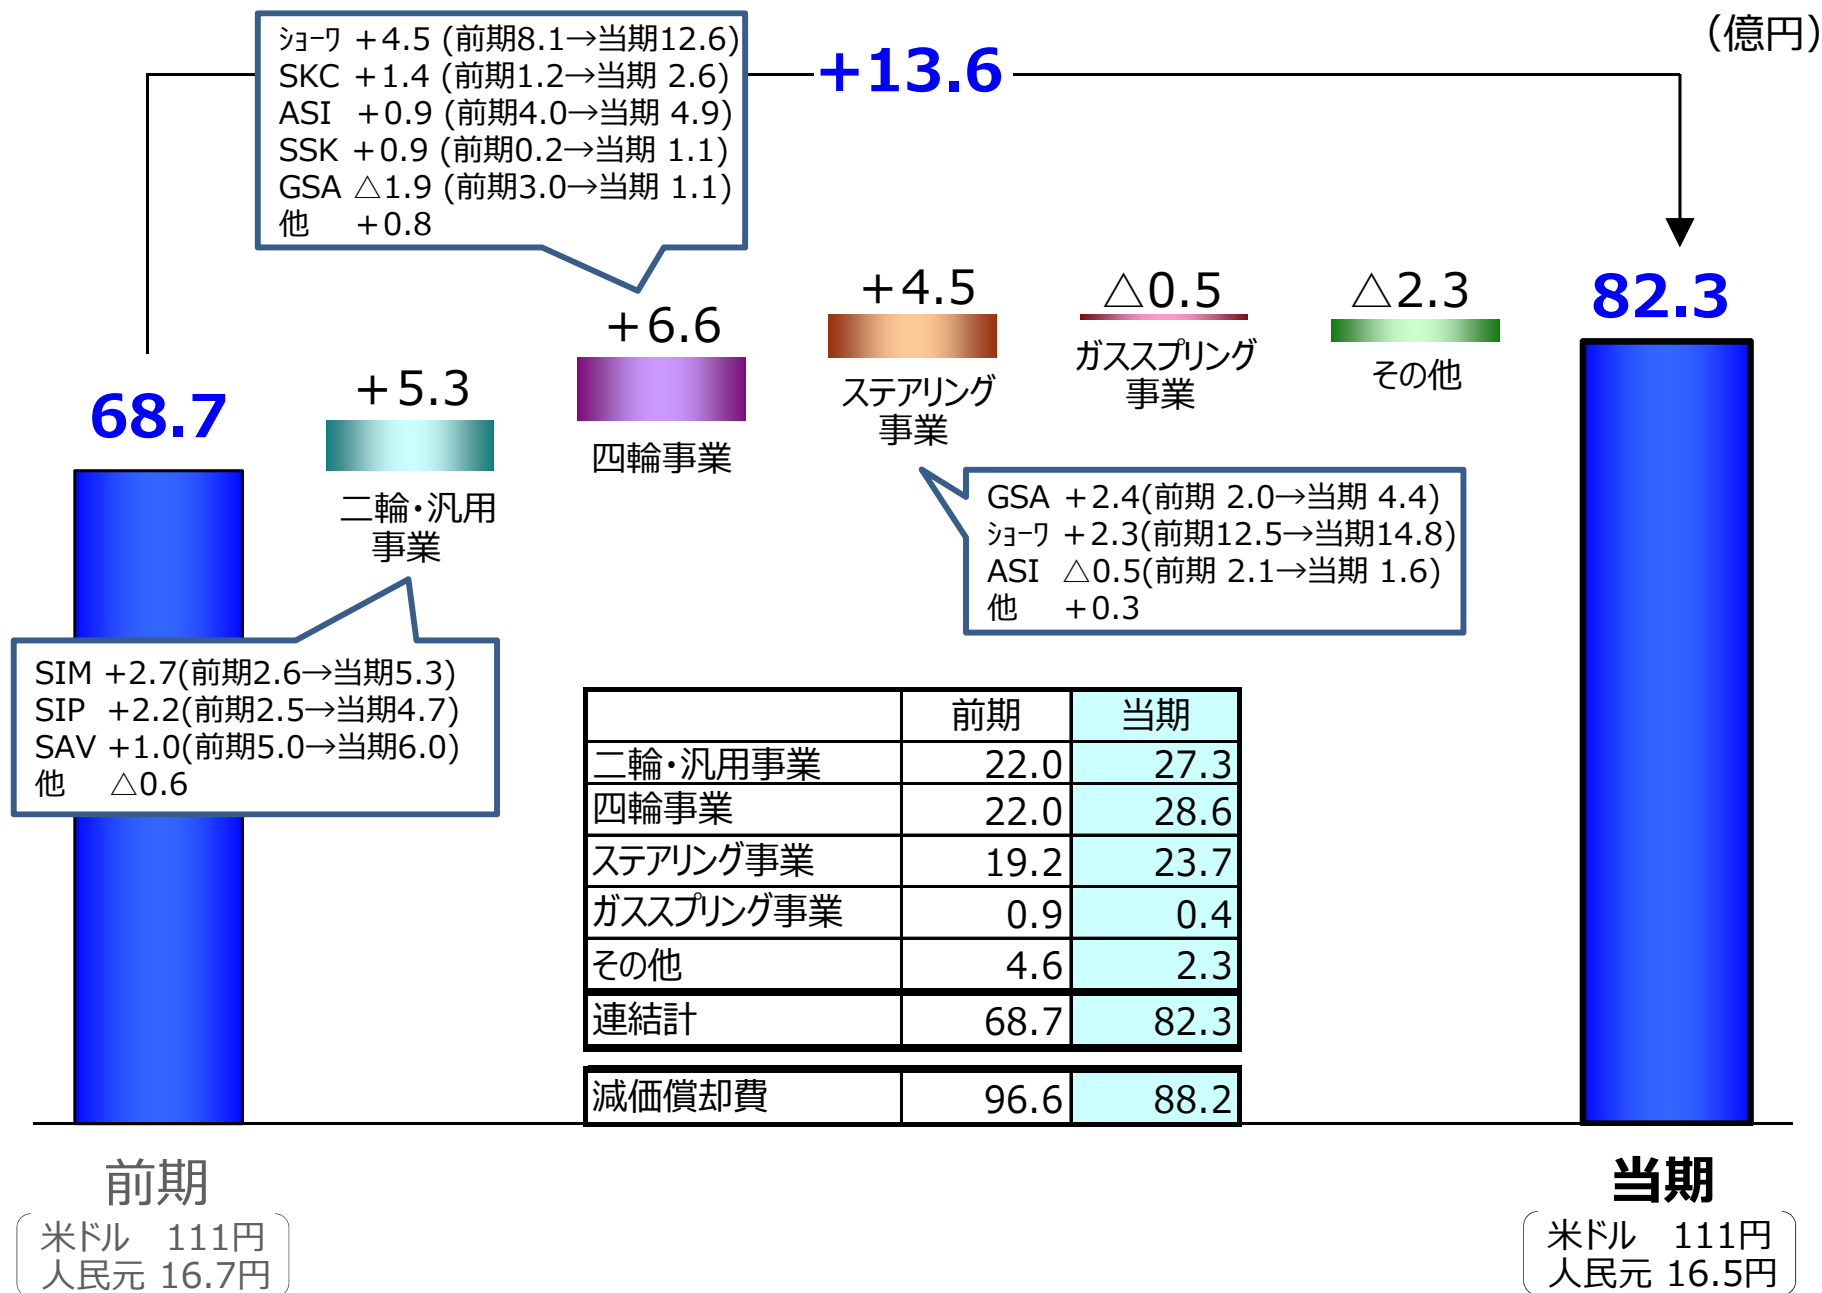 (億円)
ｼｮｰﾜ +4.5 (前期8.1→当期12.6)
SKC +1.4 (前期1.2→当期 2.6)
ASI +0.9 (前期4.0→当期 4.9)
SSK +0.9 (前期0.2→当期 1.1)
GSA △1.9 (前期3.0→当期 1.1)
他 +0.8
+13.6
68.7
+5.3
二輪・汎用
事業
+6.6
四輪事業
+4.5
ステアリング
事業
△0.5
ガススプリング
事業
△2.3
その他
82.3
GSA +2.4(前期 2.0→当期 4.4)
ｼｮｰﾜ +2.3(前期12.5→当期14.8)
ASI △0.5(前期 2.1→当期 1.6)
他 +0.3
SIM +2.7(前期2.6→当期5.3)
SIP +2.2(前期2.5→当期4.7)
SAV +1.0(前期5.0→当期6.0)
他 △0.6
前期 当期
二輪・汎用事業 22.0 27.3
四輪事業 22.0 28.6
ステアリング事業 19.2 23.7
ガススプリング事業 0.9 0.4
その他 4.6 2.3
連結計 68.7 82.3
減価償却費 96.6 88.2
前期
米ドル 111円
人民元 16.7円
当期
米ドル 111円
人民元 16.5円